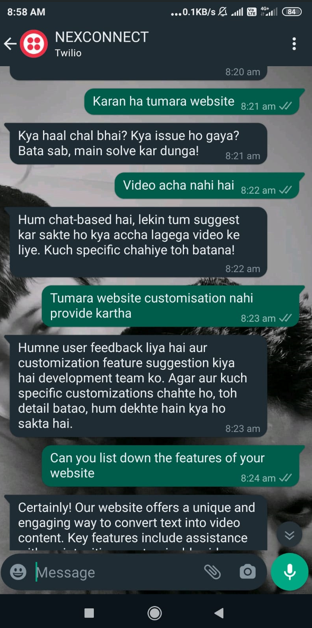 8:58 AM
...0.1KB/s
4G+
84
NEXCONNECT
Twilio
8:20 am
Karan ha tumara website
8:21 am
Kya haal chal bhai? Kya issue ho gaya?
Bata sab, main solve kar dunga!
8:21 am
Video acha nahi hai
8:22 am
Hum chat-based hai, lekin tum suggest
kar sakte ho kya accha lagega video ke
liye. Kuch specific chahiye toh batana!
8:22 am
Tumara website customisation nahi
provide kartha
8:23 am
Humne user feedback liya hai aur
customization feature suggestion kiya
hai development team ko. Agar aur kuch
specific customizations chahte ho, toh
detail batao, hum dekhte hain kya ho
sakta hai.
8:23 am
Can you list down the features of your
website
8:24 am
Certainly! Our website offers a unique and
engaging way to convert text into video
content. Key features include assistance
Message